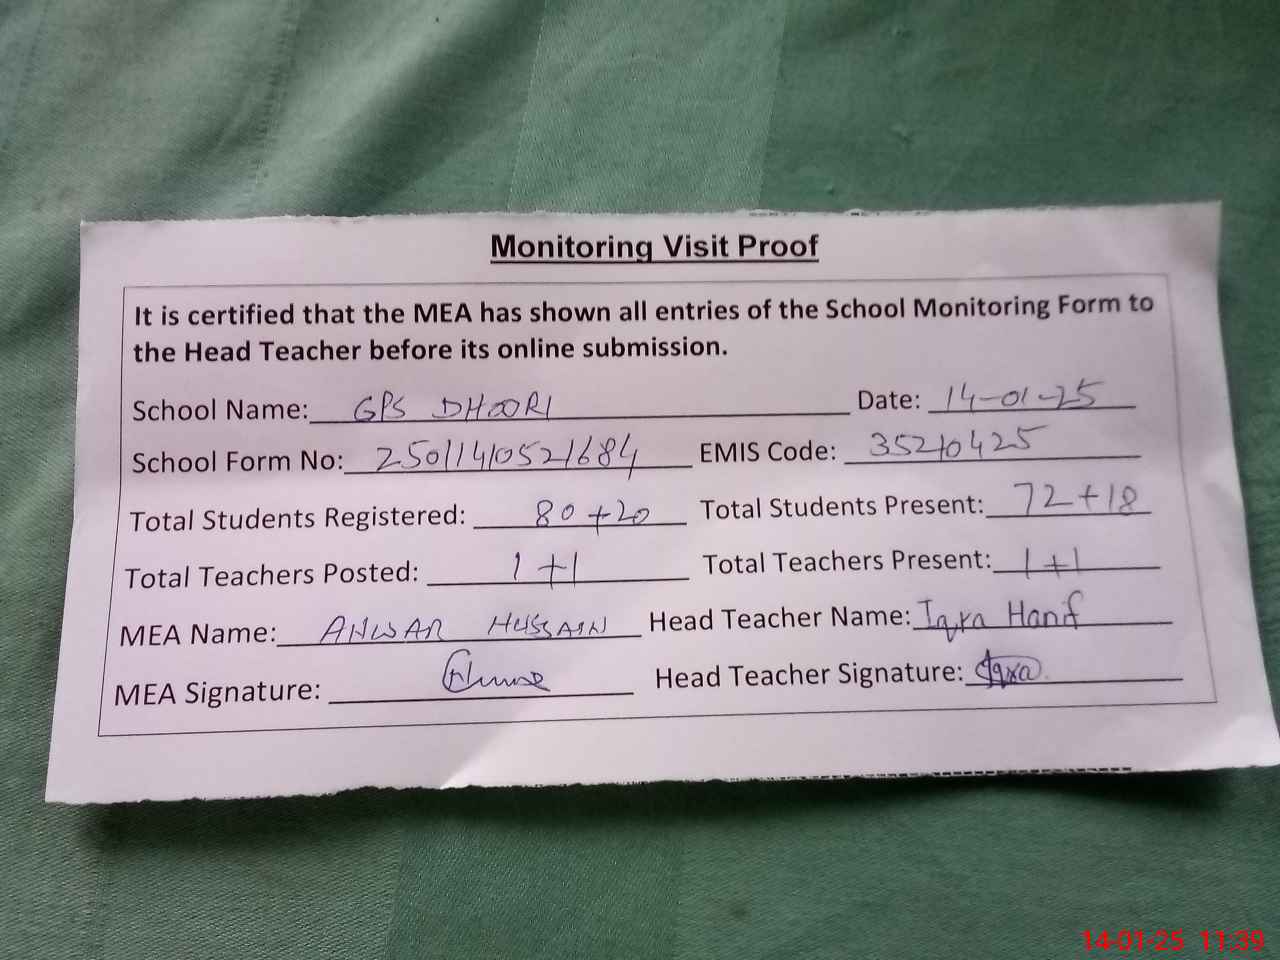 Monitoring Visit Proof
It is certified that the MEA has shown all entries of the School Monitoring Form to
the Head Teacher before its online submission.
School Name: GPS DHOORI Date: 14-01-25
School Form No: 25011410521684 EMIS Code: 35210425
Total Students Registered: 80+20 Total Students Present: 72+18
Total Teachers Posted: 1+1 Total Teachers Present: 1+1
MEA Name: ANWAR HUSSAIN Head Teacher Name: Iqra Hanif
MEA Signature: Head Teacher Signature: Iqra
14-01-25 11:39